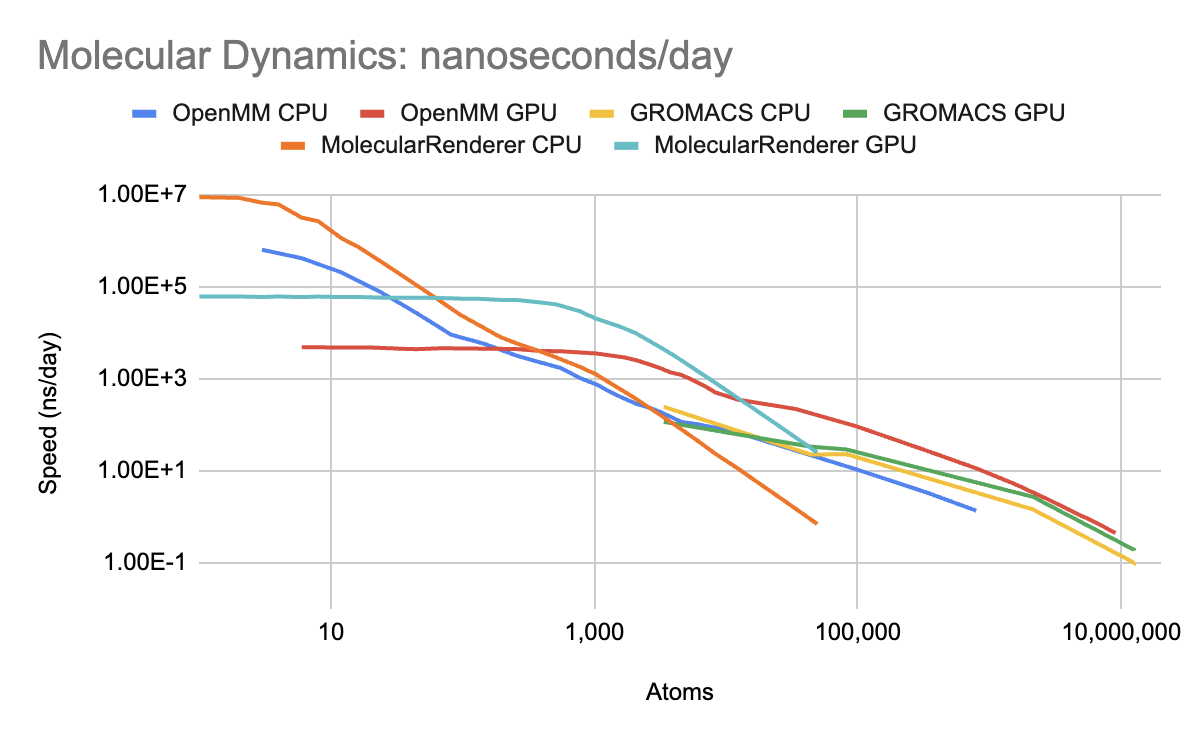 Molecular Dynamics: nanoseconds/day
OpenMM CPU OpenMM GPU GROMACS CPU GROMACS GPU
MolecularRenderer CPU MolecularRenderer GPU
1.00E+7
1.00E+5
1.00E+3
1.00E+1
1.00E-1
Speed (ns/day)
10 1,000 100,000 10,000,000
Atoms